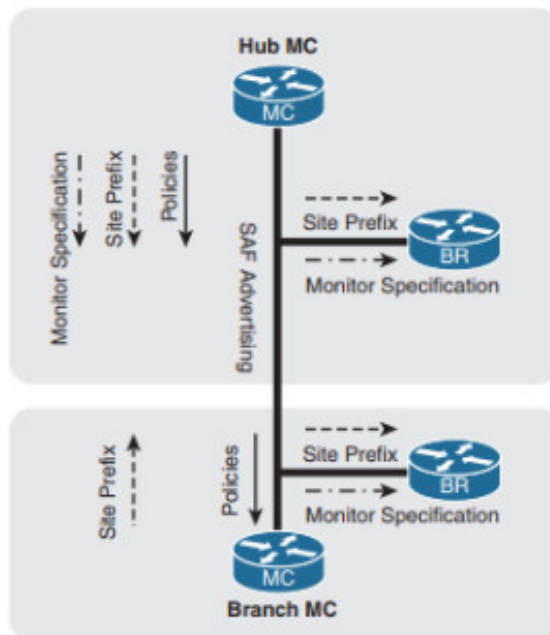 Hub MC
MC
Monitor Specification
Site Prefix
Policies
SAF Advertising
Site Prefix
BR
Monitor Specification
Site Prefix
Policies
Site Prefix
BR
Monitor Specification
MC
Branch MC